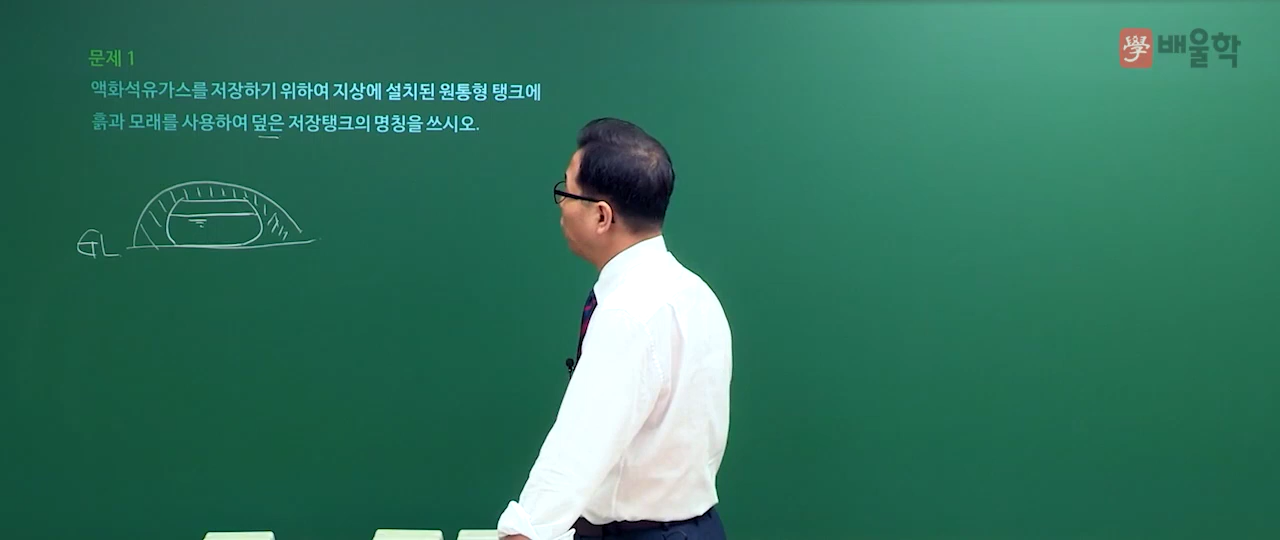 문제 1
액화석유가스를 저장하기 위하여 지상에 설치된 원통형 탱크에
흙과 모래를 사용하여 덮은 저장탱크의 명칭을 쓰시오.
GL
學 배울학